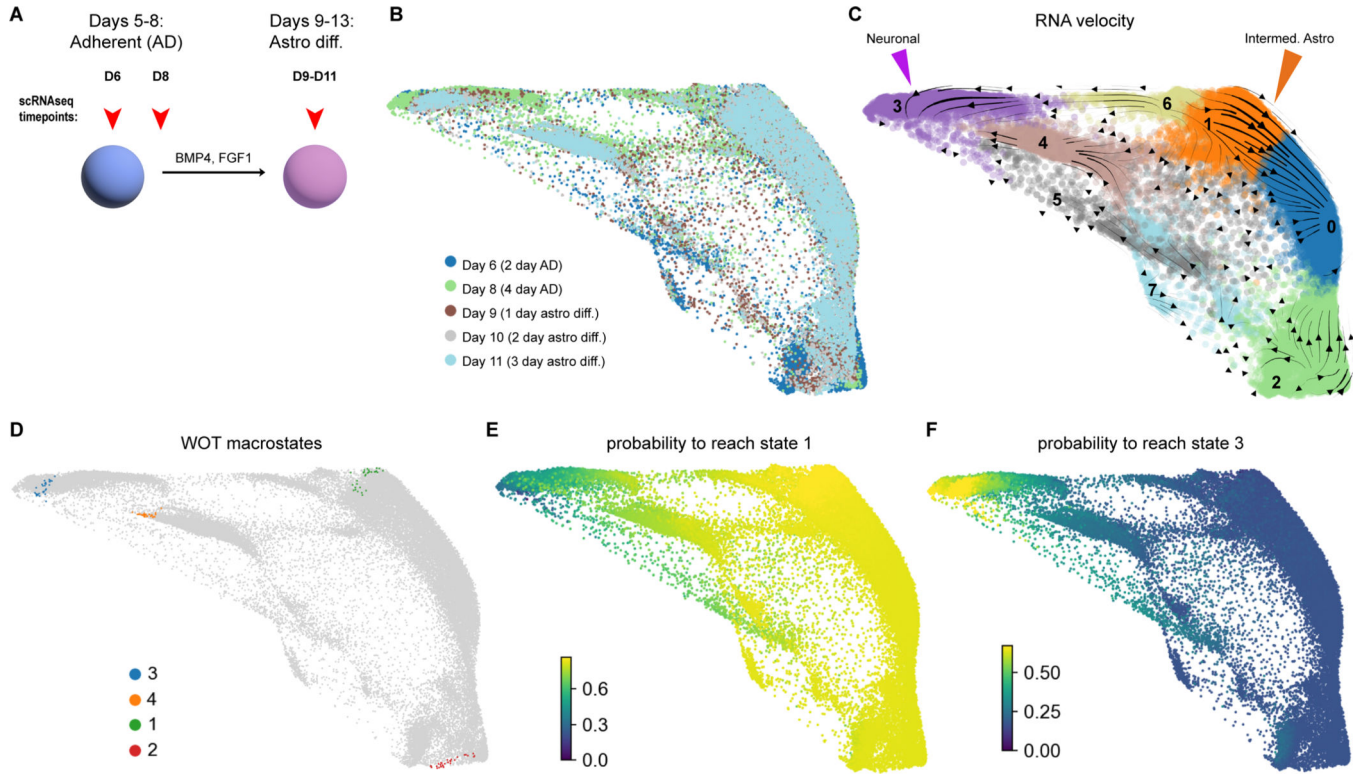 A
Days 5-8:
Adherent (AD)
Days 9-13:
Astro diff.
D6
D8
D9-D11
scRNAseq
timepoints:
BMP4, FGF1
B
Day 6 (2 day AD)
Day 8 (4 day AD)
Day 9 (1 day astro diff.)
Day 10 (2 day astro diff.)
Day 11 (3 day astro diff.)
C
RNA velocity
Neuronal
Intermed. Astro
3
6
1
4
5
0
7
2
D
WOT macrostates
3
4
1
2
E
probability to reach state 1
0.6
0.3
0.0
F
probability to reach state 3
0.50
0.25
0.00